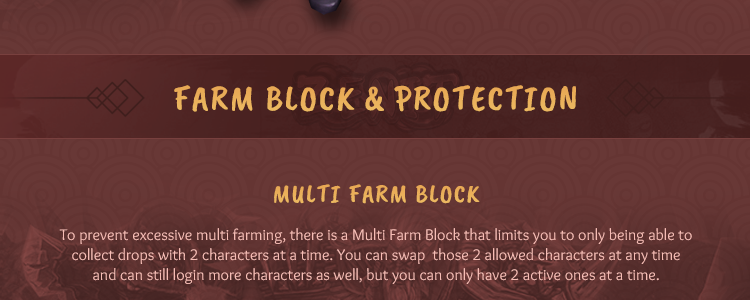 FARM BLOCK & PROTECTION
MULTI FARM BLOCK
To prevent excessive multi farming, there is a Multi Farm Block that limits you to only being able to
collect drops with 2 characters at a time. You can swap  those 2 allowed characters at any time
and can still login more characters as well, but you can only have 2 active ones at a time.